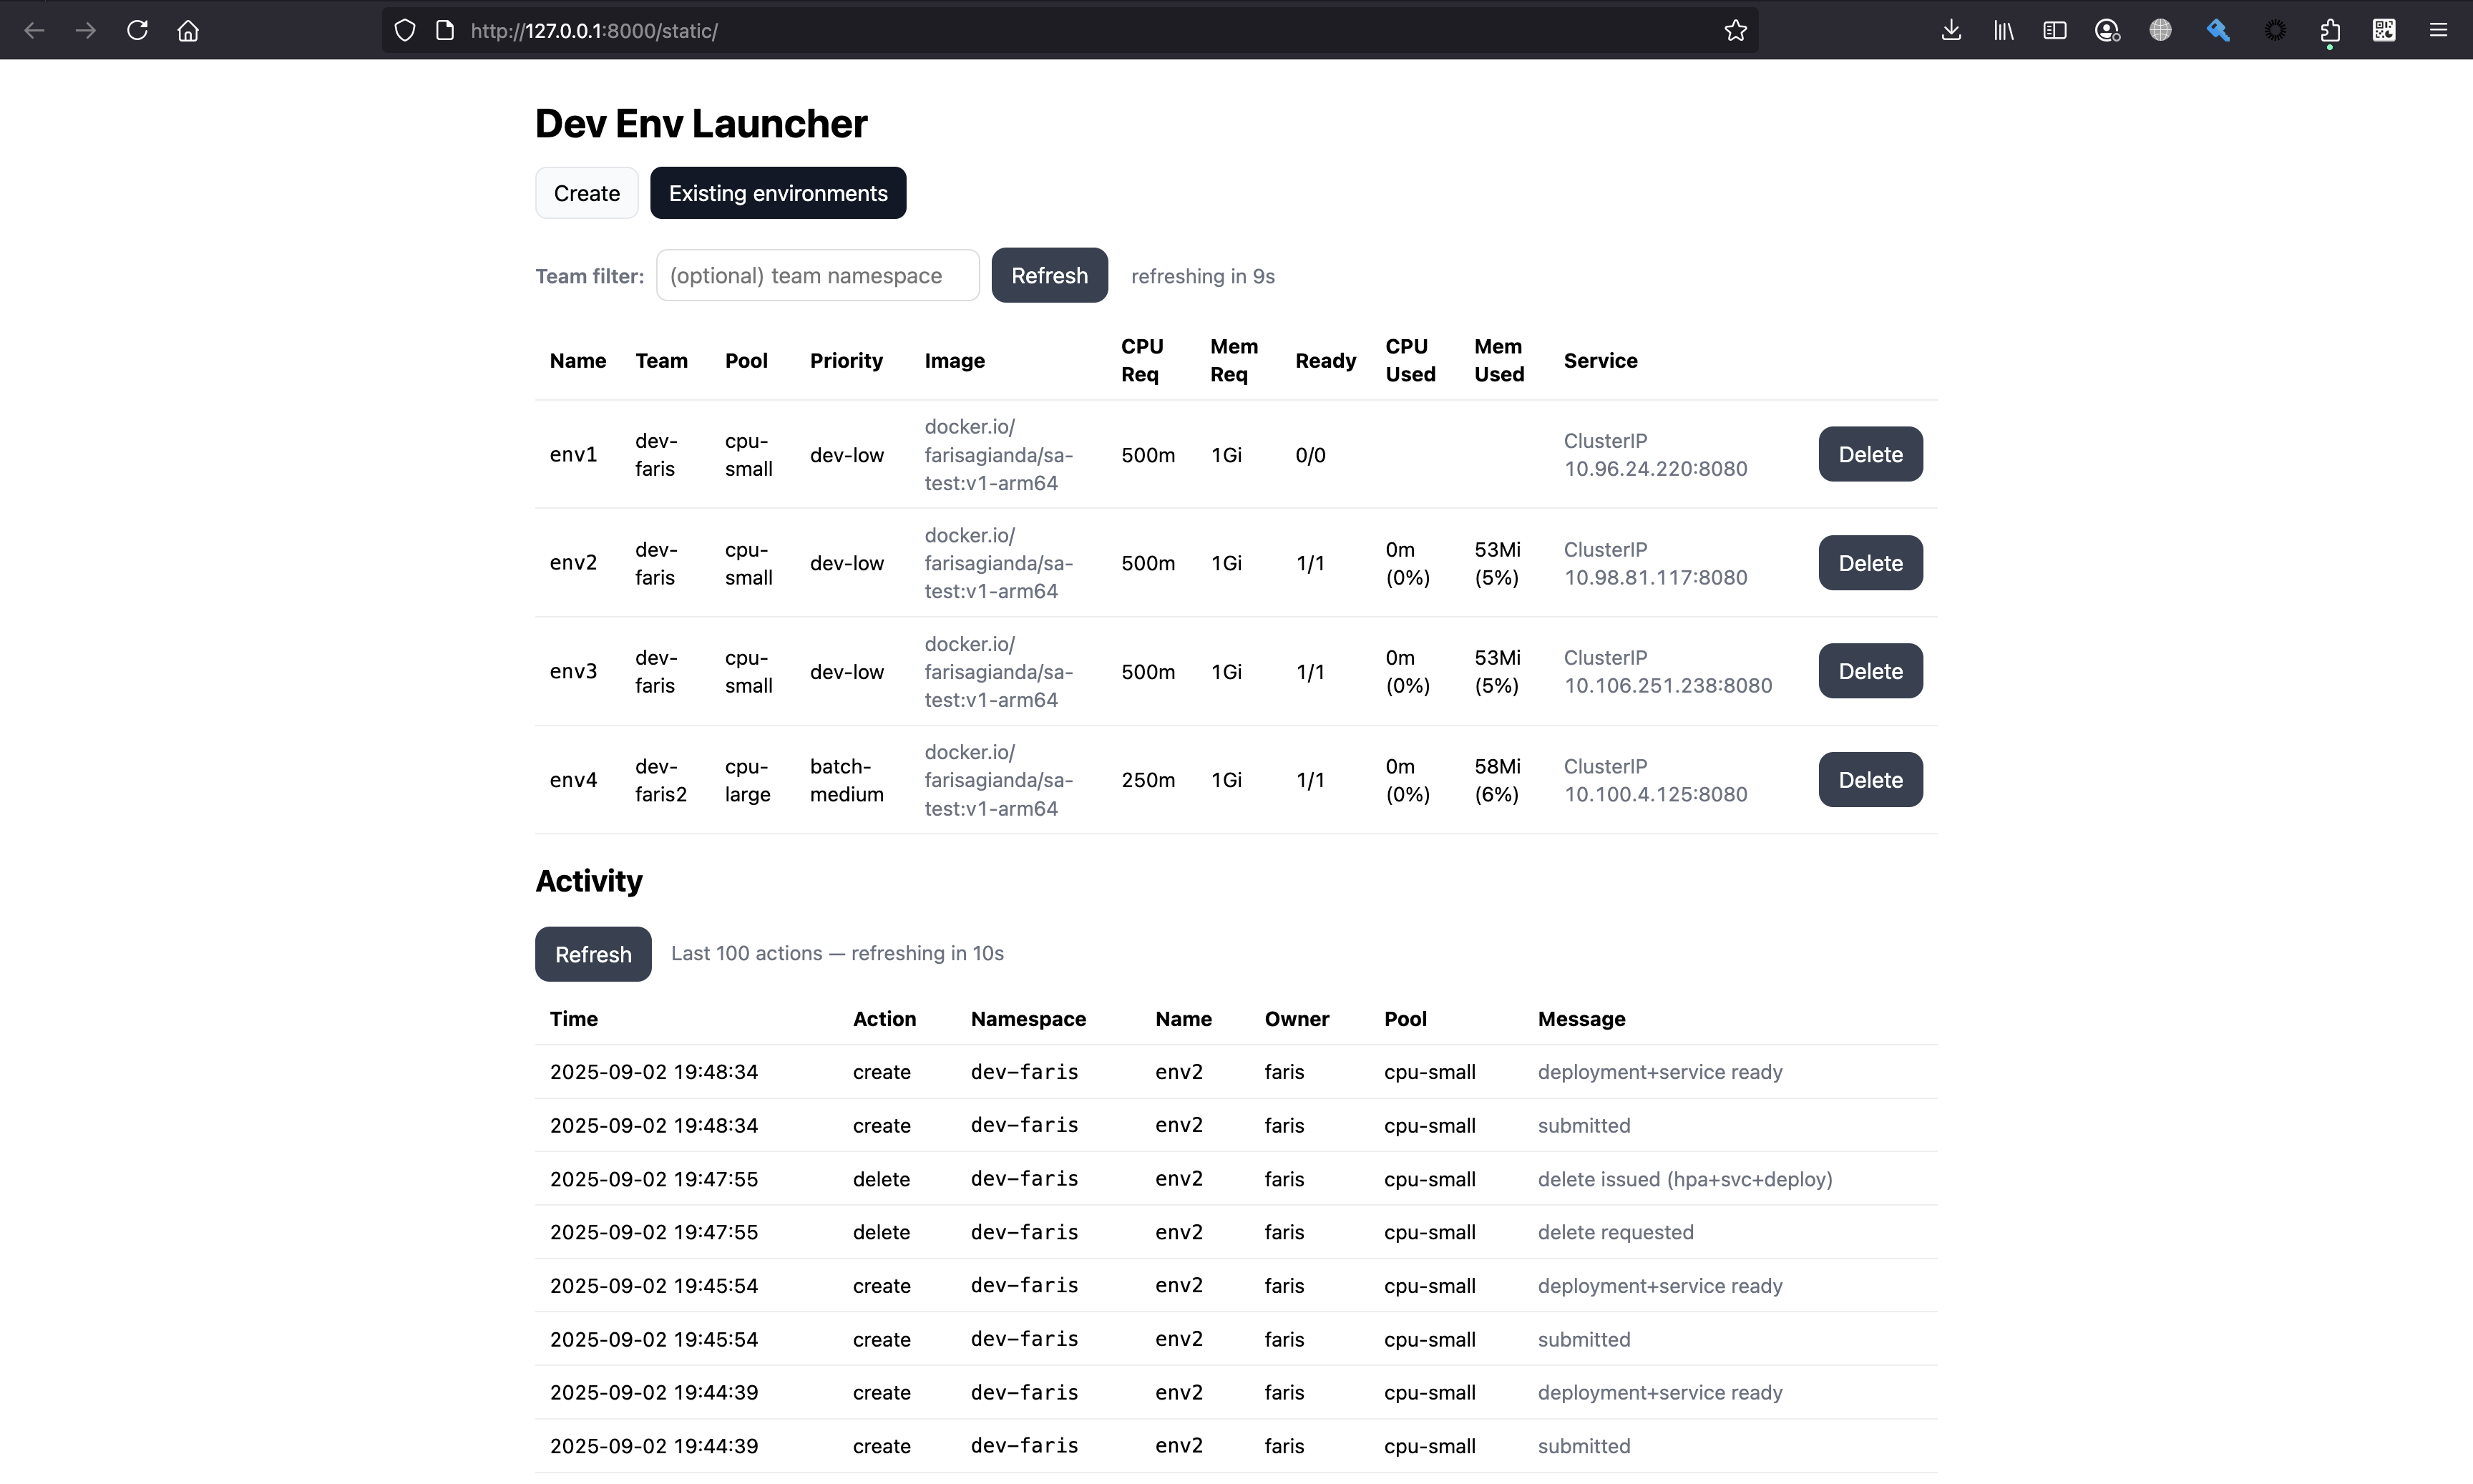 http://127.0.0.1:8000/static/
Dev Env Launcher
Create Existing environments
Team filter: (optional) team namespace Refresh refreshing in 9s
Name Team Pool Priority Image CPU Req Mem Req Ready CPU Used Mem Used Service
env1 dev-faris cpu-small dev-low docker.io/farisagianda/sa-test:v1-arm64 500m 1Gi 0/0 ClusterIP 10.96.24.220:8080 Delete
env2 dev-faris cpu-small dev-low docker.io/farisagianda/sa-test:v1-arm64 500m 1Gi 1/1 0m (0%) 53Mi (5%) ClusterIP 10.98.81.117:8080 Delete
env3 dev-faris cpu-small dev-low docker.io/farisagianda/sa-test:v1-arm64 500m 1Gi 1/1 0m (0%) 53Mi (5%) ClusterIP 10.106.251.238:8080 Delete
env4 dev-faris2 cpu-large batch-medium docker.io/farisagianda/sa-test:v1-arm64 250m 1Gi 1/1 0m (0%) 58Mi (6%) ClusterIP 10.100.4.125:8080 Delete
Activity
Refresh Last 100 actions — refreshing in 10s
Time Action Namespace Name Owner Pool Message
2025-09-02 19:48:34 create dev-faris env2 faris cpu-small deployment+service ready
2025-09-02 19:48:34 create dev-faris env2 faris cpu-small submitted
2025-09-02 19:47:55 delete dev-faris env2 faris cpu-small delete issued (hpa+svc+deploy)
2025-09-02 19:47:55 delete dev-faris env2 faris cpu-small delete requested
2025-09-02 19:45:54 create dev-faris env2 faris cpu-small deployment+service ready
2025-09-02 19:45:54 create dev-faris env2 faris cpu-small submitted
2025-09-02 19:44:39 create dev-faris env2 faris cpu-small deployment+service ready
2025-09-02 19:44:39 create dev-faris env2 faris cpu-small submitted